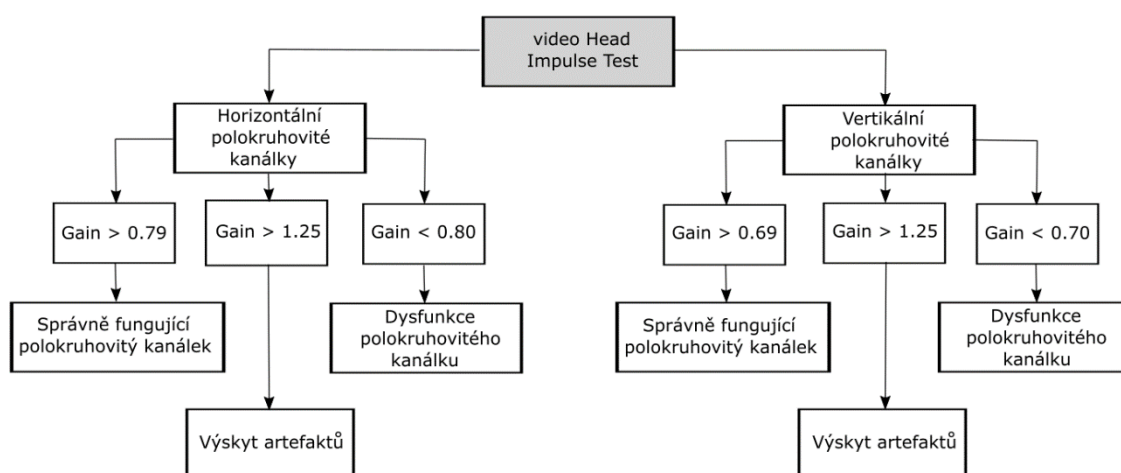 video Head
Impulse Test
Horizontální
polokruhovité
kanálky
Vertikální
polokruhovité
kanálky
Gain > 0.79
Gain > 1.25
Gain < 0.80
Gain > 0.69
Gain > 1.25
Gain < 0.70
Správně fungující
polokruhovitý kanálek
Dysfunkce
polokruhovitého
kanálku
Správně fungující
polokruhovitý kanálek
Dysfunkce
polokruhovitého
kanálku
Výskyt artefaktů
Výskyt artefaktů